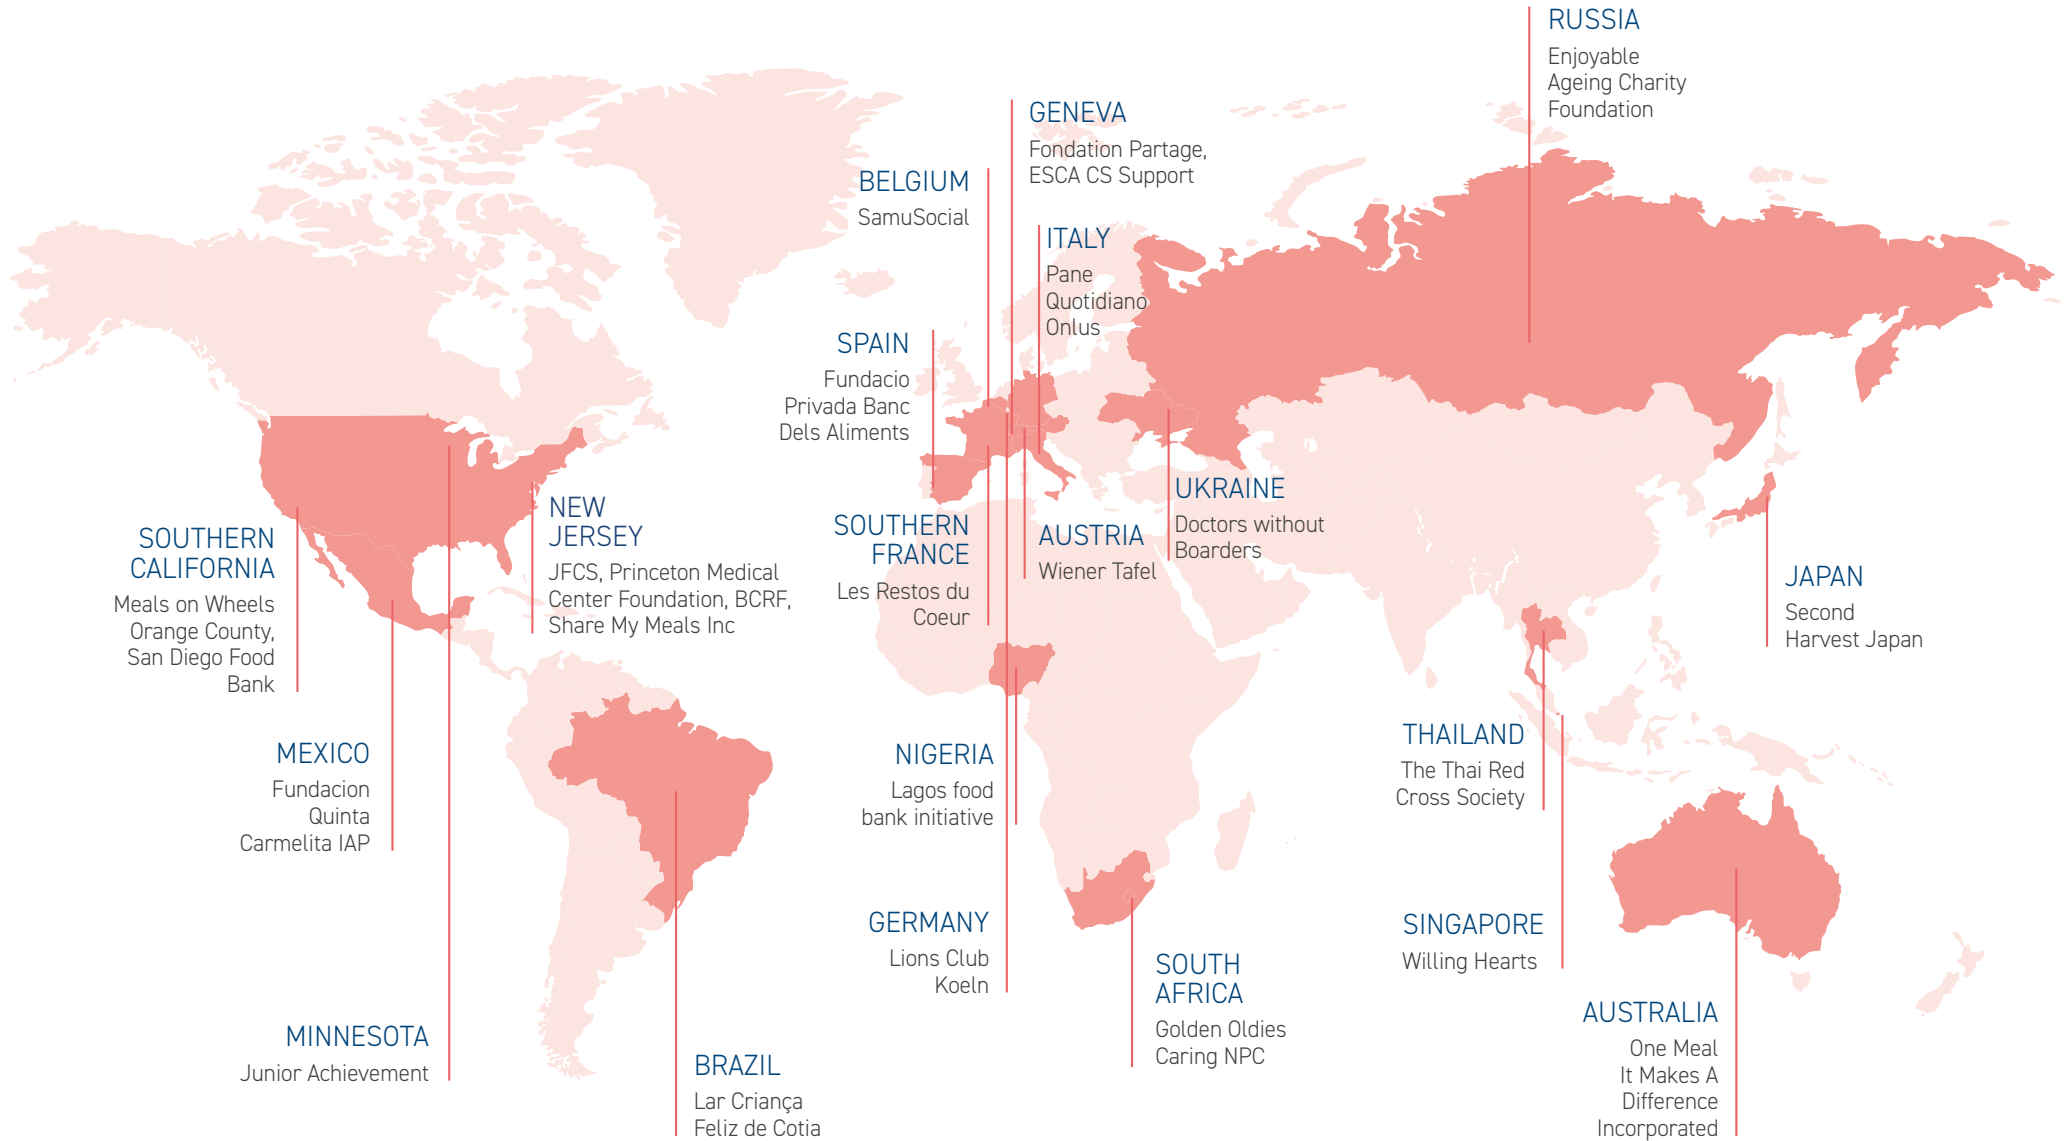 RUSSIA
Enjoyable
Ageing Charity
Foundation
GENEVA
Fondation Partage,
ESCA CS Support
BELGIUM
SamuSocial
ITALY
Pane
Quotidiano
Onlus
SPAIN
Fundacio
Privada Banc
Dels Aliments
UKRAINE
Doctors without
Boarders
NEW
JERSEY
JFCS, Princeton Medical
Center Foundation, BCRF,
Share My Meals Inc
SOUTHERN
CALIFORNIA
Meals on Wheels
Orange County,
San Diego Food
Bank
SOUTHERN
FRANCE
Les Restos du
Coeur
AUSTRIA
Wiener Tafel
JAPAN
Second
Harvest Japan
MEXICO
Fundacion
Quinta
Carmelita IAP
NIGERIA
Lagos food
bank initiative
THAILAND
The Thai Red
Cross Society
GERMANY
Lions Club
Koeln
SINGAPORE
Willing Hearts
SOUTH
AFRICA
Golden Oldies
Caring NPC
AUSTRALIA
One Meal
It Makes A
Difference
Incorporated
MINNESOTA
Junior Achievement
BRAZIL
Lar Criança
Feliz de Cotia